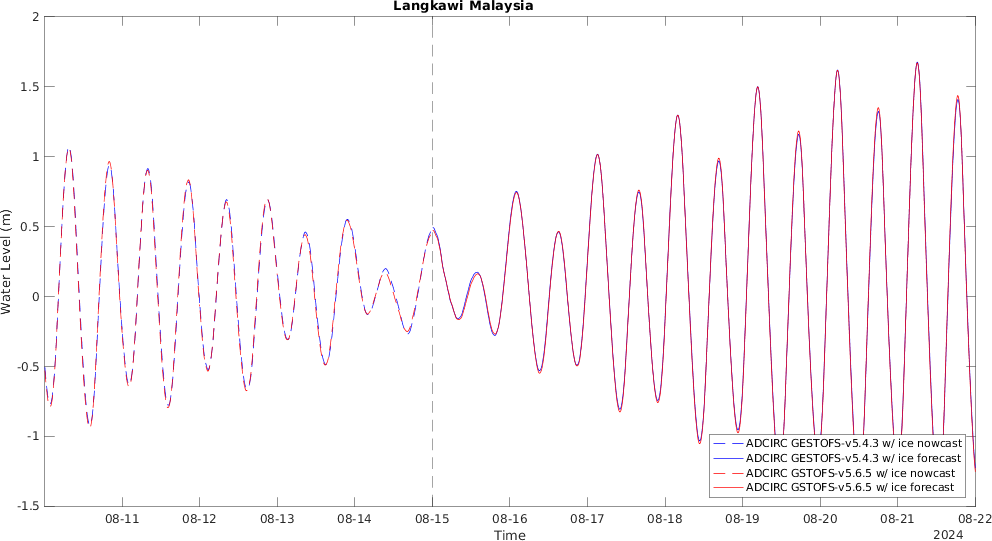 Langkawi Malaysia
2
1.5
1
0.5
0
-0.5
-1
-1.5
Water Level (m)
ADCIRC GESTOFS-v5.4.3 w/ ice nowcast
ADCIRC GESTOFS-v5.4.3 w/ ice forecast
ADCIRC GSTOFS-v5.6.5 w/ ice nowcast
ADCIRC GSTOFS-v5.6.5 w/ ice forecast
08-11 08-12 08-13 08-14 08-15 08-16 08-17 08-18 08-19 08-20 08-21 08-22
Time
2024